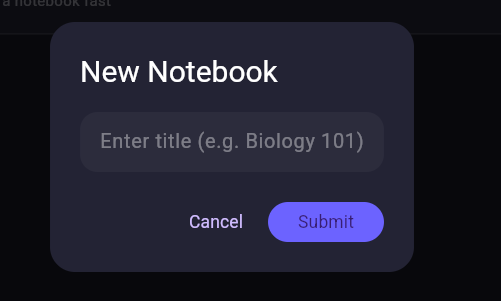 a notebook fast
New Notebook
Enter title (e.g. Biology 101)
Cancel
Submit